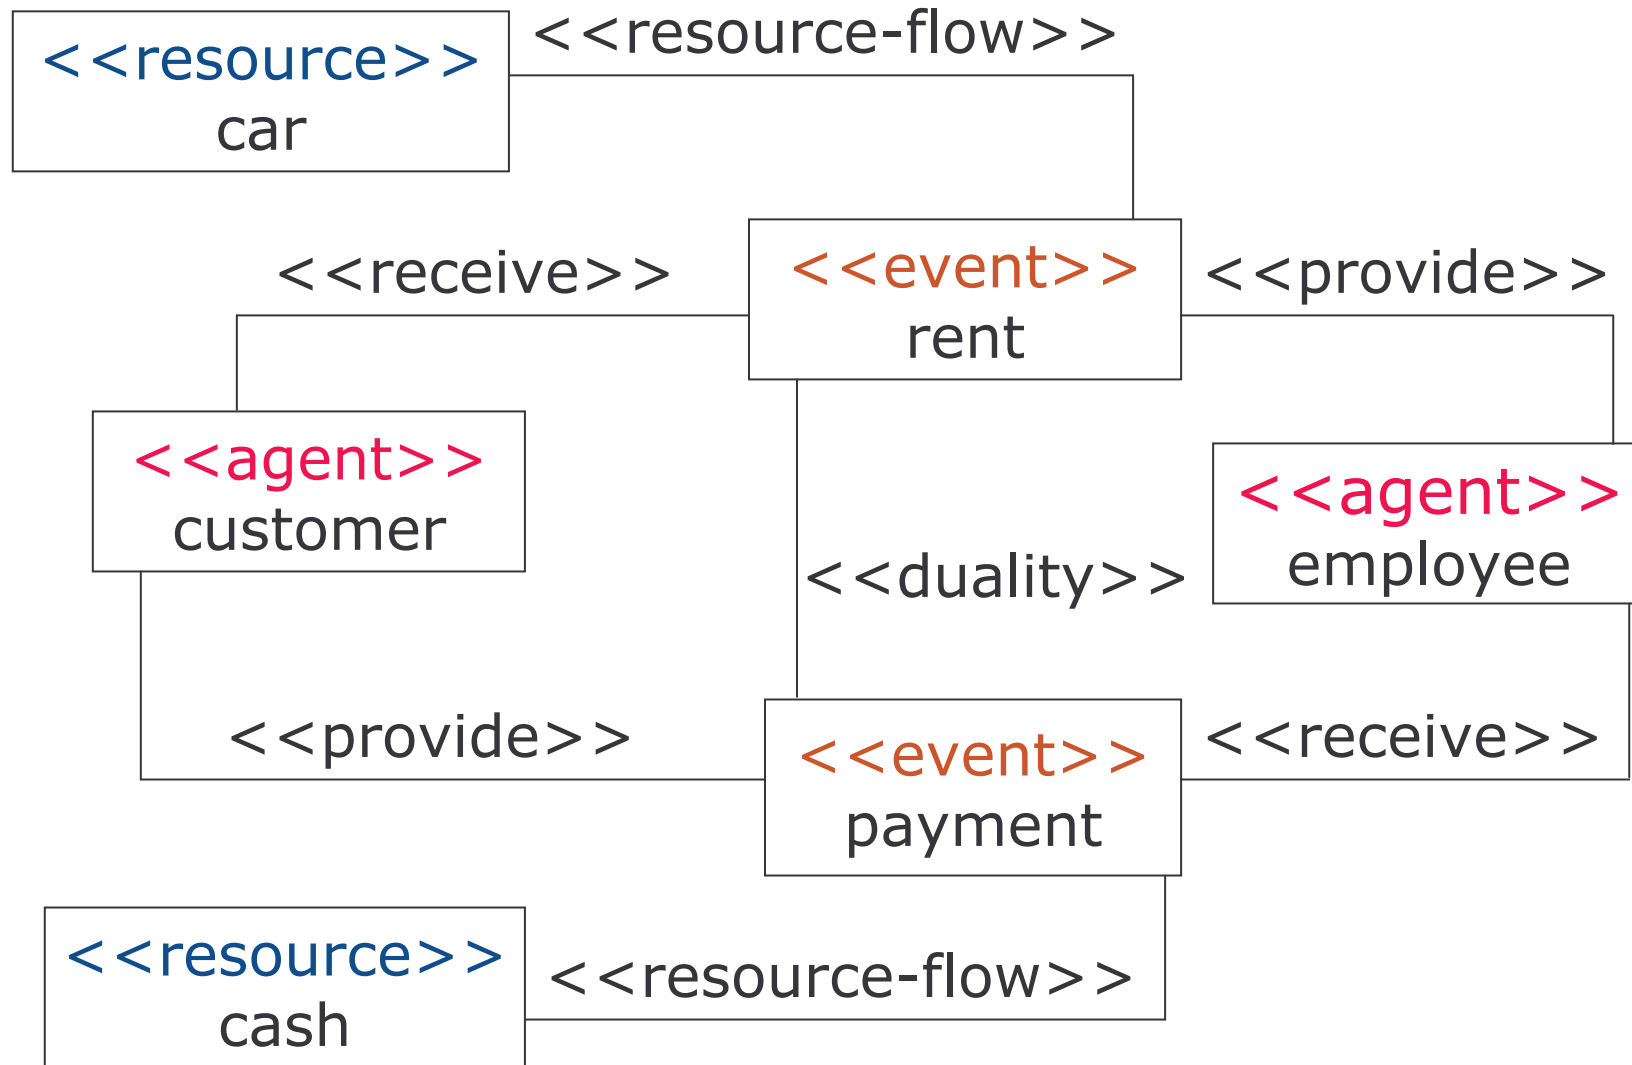 <<resource-flow>>
<<resource>>
car
<<receive>>
<<event>>
rent
<<provide>>
<<agent>>
customer
<<agent>>
employee
<<duality>>
<<provide>>
<<event>>
payment
<<receive>>
<<resource>>
cash
<<resource-flow>>